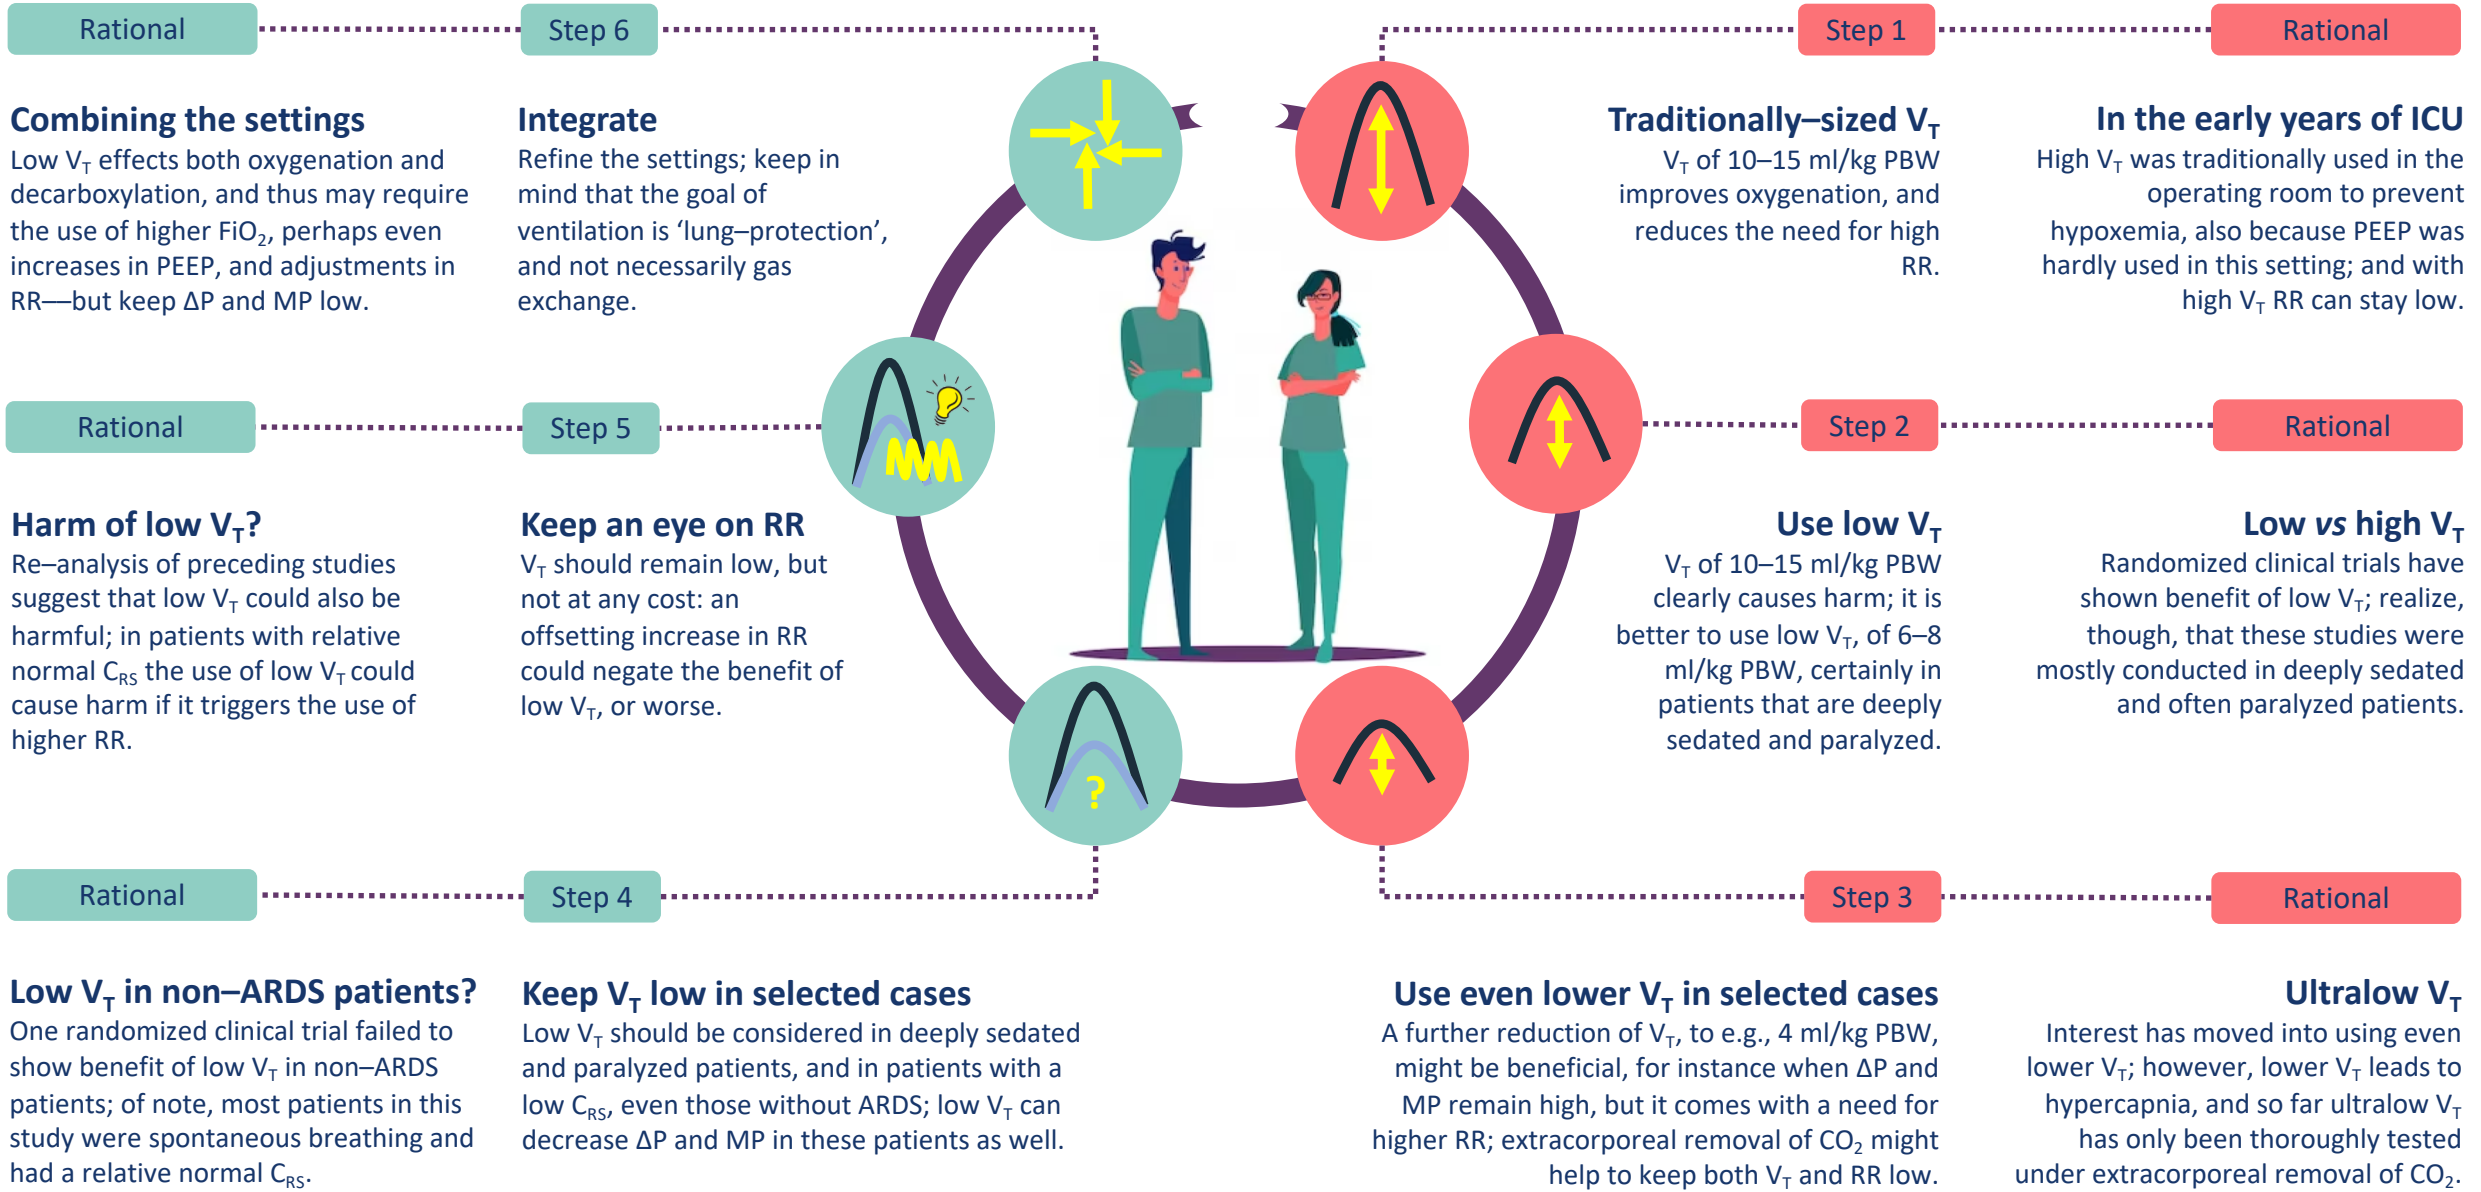 Rational
Step 6
Combining the settings
Low VT effects both oxygenation and
decarboxylation, and thus may require
the use of higher FiO2, perhaps even
increases in PEEP, and adjustments in
RR—but keep ΔP and MP low.
Integrate
Refine the settings; keep in
mind that the goal of
ventilation is ‘lung–protection’,
and not necessarily gas
exchange.
Step 1
Rational
Traditionally–sized VT
VT of 10–15 ml/kg PBW
improves oxygenation, and
reduces the need for high
RR.
In the early years of ICU
High VT was traditionally used in the
operating room to prevent
hypoxemia, also because PEEP was
hardly used in this setting; and with
high VT RR can stay low.
Rational
Step 5
Harm of low VT?
Re–analysis of preceding studies
suggest that low VT could also be
harmful; in patients with relative
normal CRS the use of low VT could
cause harm if it triggers the use of
higher RR.
Keep an eye on RR
VT should remain low, but
not at any cost: an
offsetting increase in RR
could negate the benefit of
low VT, or worse.
Step 2
Rational
Use low VT
VT of 10–15 ml/kg PBW
clearly causes harm; it is
better to use low VT, of 6–8
ml/kg PBW, certainly in
patients that are deeply
sedated and paralyzed.
Low vs high VT
Randomized clinical trials have
shown benefit of low VT; realize,
though, that these studies were
mostly conducted in deeply sedated
and often paralyzed patients.
?
Rational
Step 4
Low VT in non–ARDS patients?
One randomized clinical trial failed to
show benefit of low VT in non–ARDS
patients; of note, most patients in this
study were spontaneous breathing and
had a relative normal CRS.
Keep VT low in selected cases
Low VT should be considered in deeply sedated
and paralyzed patients, and in patients with a
low CRS, even those without ARDS; low VT can
decrease ΔP and MP in these patients as well.
Step 3
Rational
Use even lower VT in selected cases
A further reduction of VT, to e.g., 4 ml/kg PBW,
might be beneficial, for instance when ΔP and
MP remain high, but it comes with a need for
higher RR; extracorporeal removal of CO2 might
help to keep both VT and RR low.
Ultralow VT
Interest has moved into using even
lower VT; however, lower VT leads to
hypercapnia, and so far ultralow VT
has only been thoroughly tested
under extracorporeal removal of CO2.